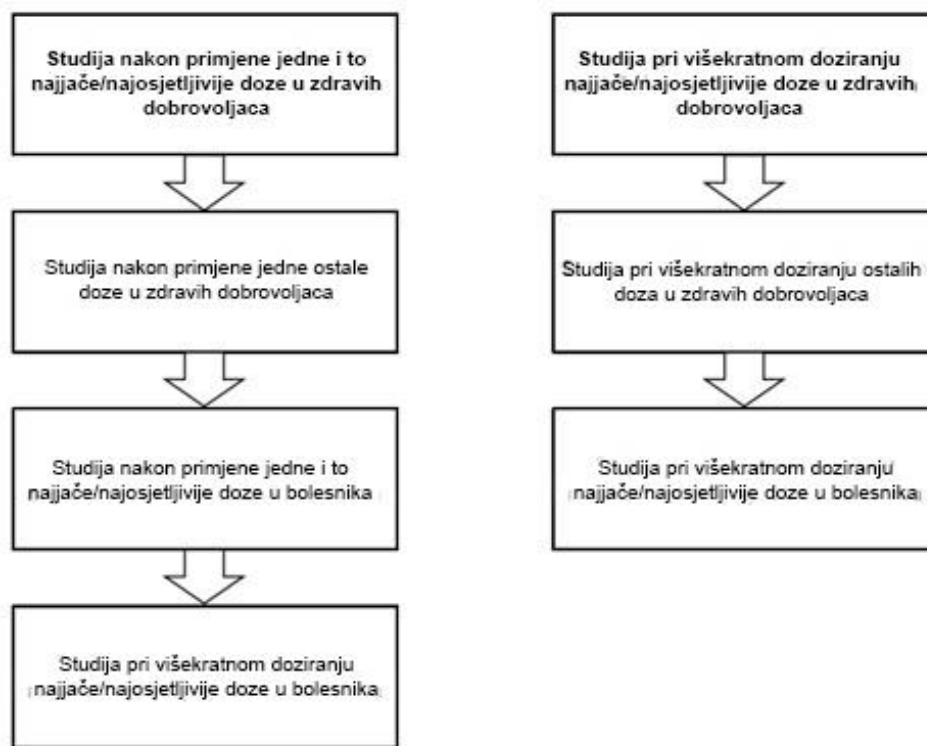 Studija nakon primjene jedne i to
najjače/najosjetljivije doze u zdravih
dobrovoljaca
Studija nakon primjene jedne ostale
doze u zdravih dobrovoljaca
Studija nakon primjene jedne i to
najjače/najosjetljivije doze u bolesnika
Studija pri višekratnom doziranju
najjače/najosjetljivije doze u bolesnika
Studija pri višekratnom doziranju
najjače/najosjetljivije doze u zdravih
dobrovoljaca
Studija pri višekratnom doziranju ostalih
doza u zdravih dobrovoljaca
Studija pri višekratnom doziranju
najjače/najosjetljivije doze u bolesnika